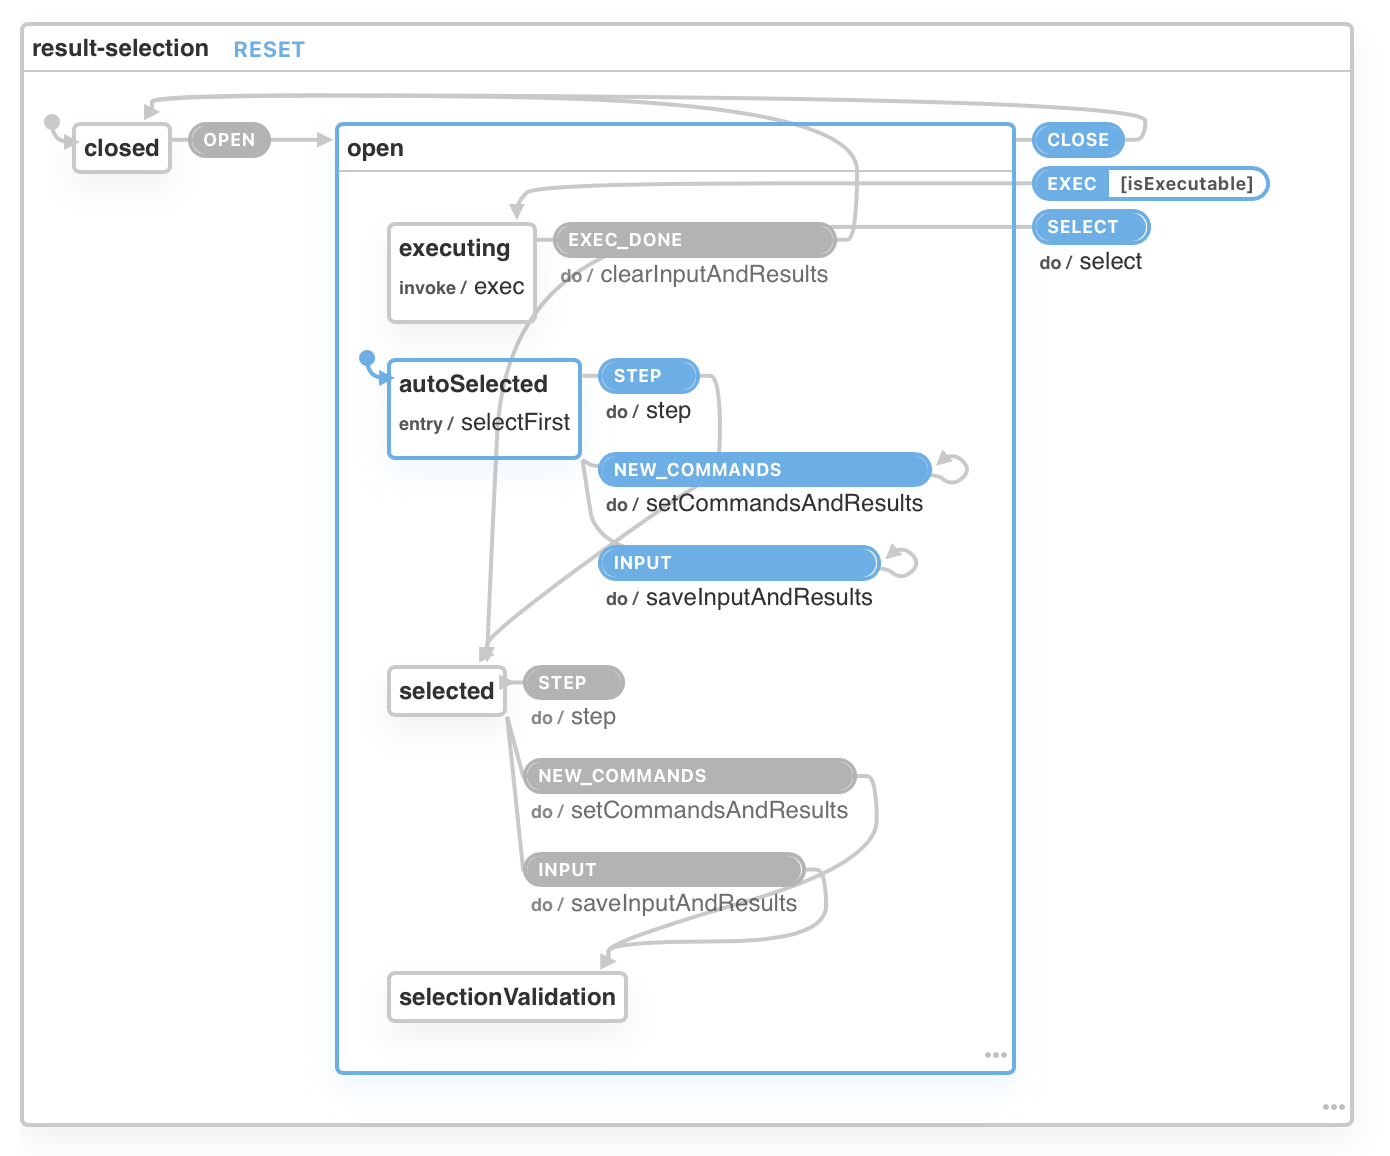 result-selection RESET
closed
OPEN
open
CLOSE
EXEC [isExecutable]
SELECT
do / select
executing
invoke / exec
EXEC_DONE
do / clearInputAndResults
autoSelected
entry / selectFirst
STEP
do / step
NEW_COMMANDS
do / setCommandsAndResults
INPUT
do / saveInputAndResults
selected
STEP
do / step
NEW_COMMANDS
do / setCommandsAndResults
INPUT
do / saveInputAndResults
selectionValidation